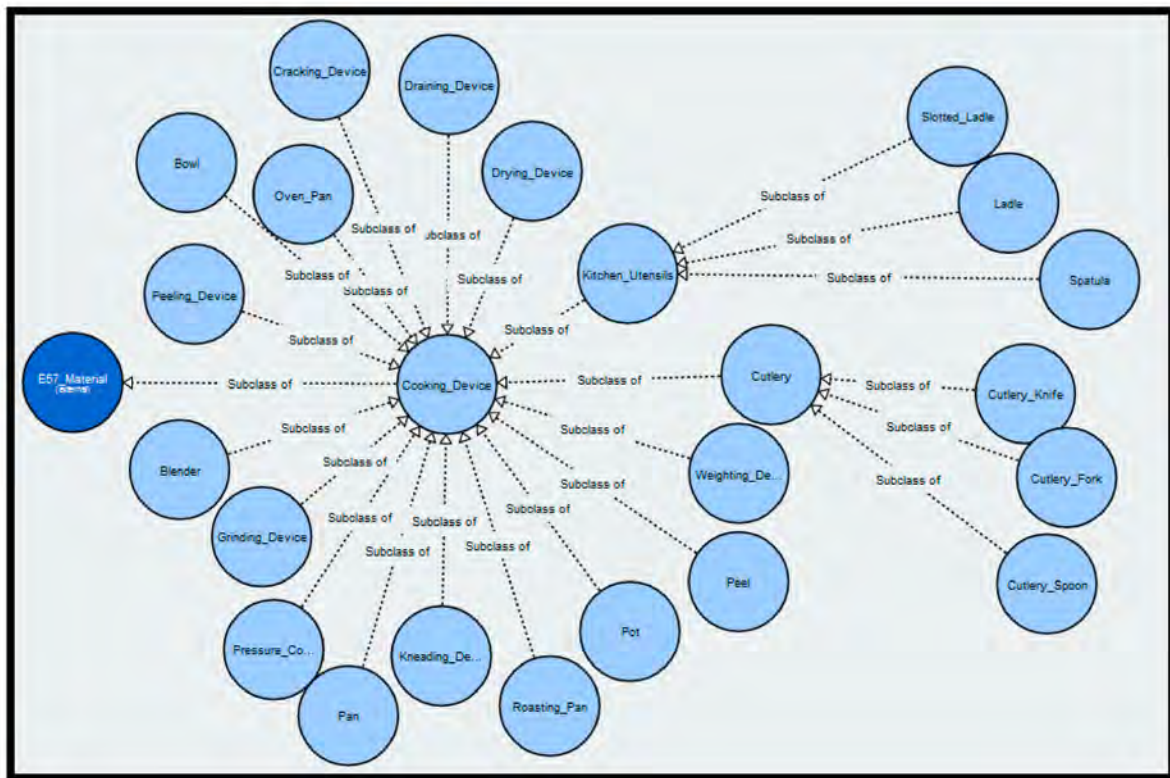 Cracking_Device
Draining_Device
Slotted_Ladle
Bowl
Drying_Device
Oven_Pan
Subclass of
Ladle
Subclass of
ubclass of
Subclass of
Subclass of
Kitchen_Utensils
Subclass of
Subclass of
Spatula
Subclass of
Subclass of
Peeling_Device
Subclass of
Subclass of
E57_Material
(external)
Subclass of
Cooking_Device
Subclass of
Cutlery
Subclass of
Cutlery_Knife
Subclass of
Subclass of
Subclass of
Blender
Weighting_De...
Cutlery_Fork
Subclass of
Subclass of
Subclass of
Grinding_Device
Subclass of
Subclass of
Subclass of
Subclass of
Subclass of
Peel
Cutlery_Spoon
Pot
Pressure_Co...
Kneading_De...
Roasting_Pan
Pan